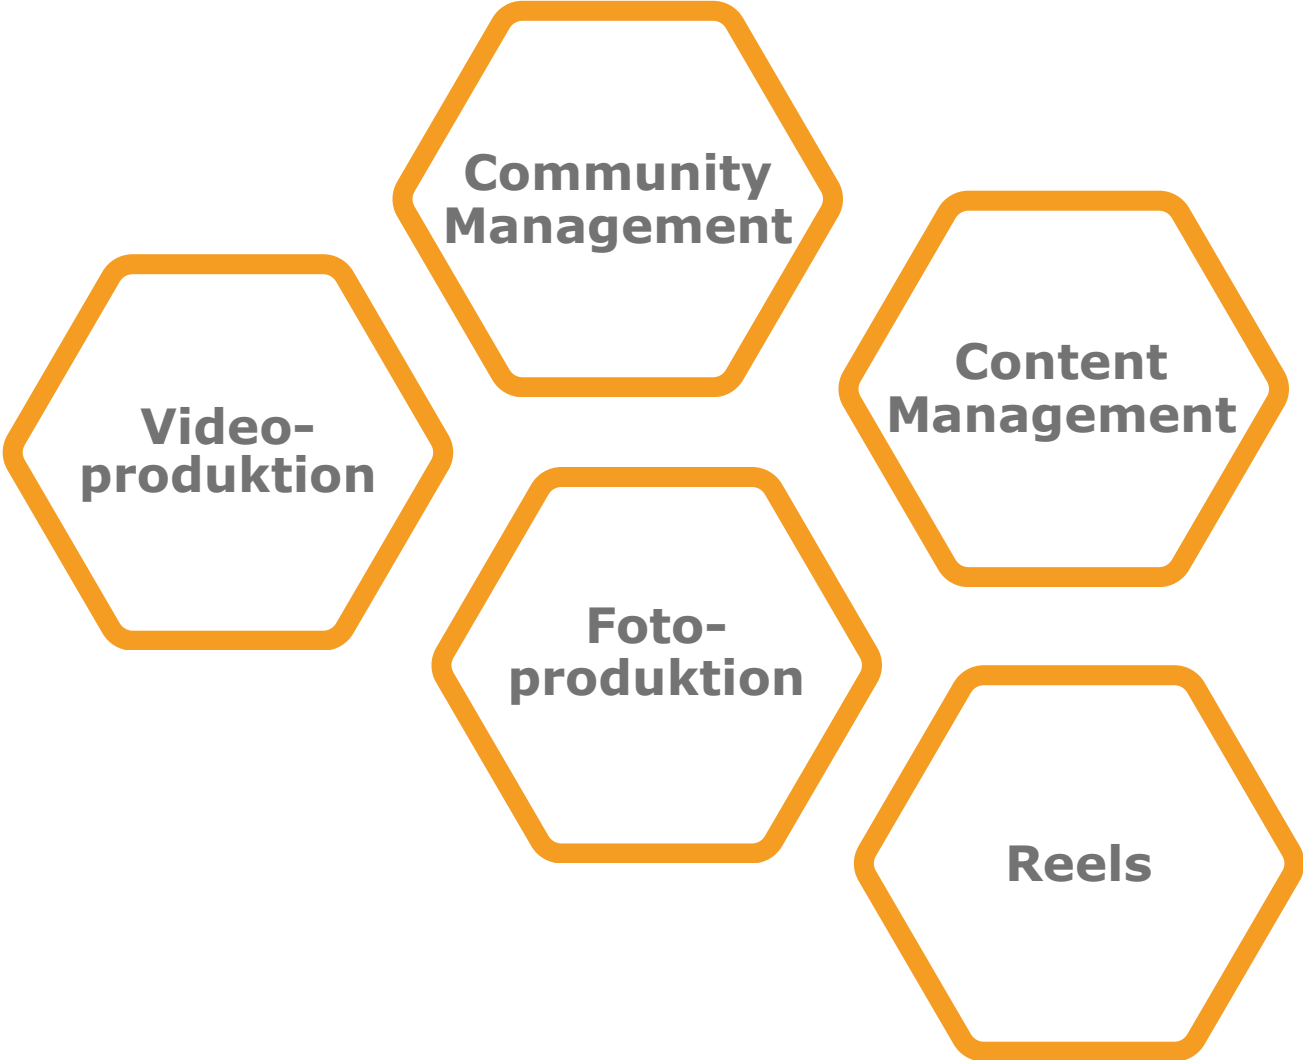 Community
Management
Content
Management
Video-
produktion
Foto-
produktion
Reels